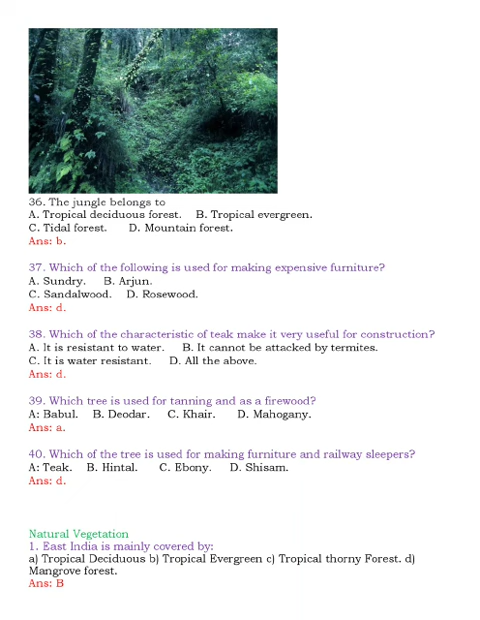 36. The jungle belongs to
A. Tropical deciduous forest. B. Tropical evergreen.
C. Tidal forest. D. Mountain forest.
Ans: b.
37. Which of the following is used for making expensive furniture?
A. Sundry. B. Arjun.
C. Sandalwood. D. Rosewood.
Ans: d.
38. Which of the characteristic of teak make it very useful for construction?
A. It is resistant to water. B. It cannot be attacked by termites.
C. It is water resistant. D. All the above.
Ans: d.
39. Which tree is used for tanning and as a firewood?
A: Babul. B. Deodar. C. Khair. D. Mahogany.
Ans: a.
40. Which of the tree is used for making furniture and railway sleepers?
A: Teak. B. Hintal. C. Ebony. D. Shisam.
Ans: d.
Natural Vegetation
1. East India is mainly covered by:
a) Tropical Deciduous b) Tropical Evergreen c) Tropical thorny Forest. d)
Mangrove forest.
Ans: B